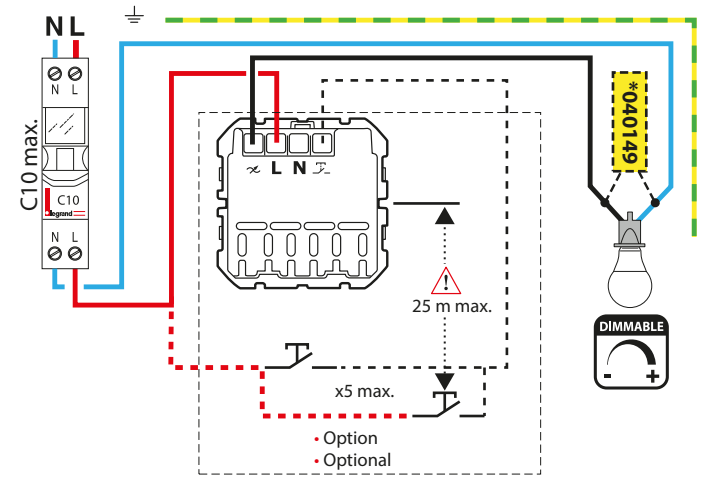 N L
N L
C10 max.
C10
legrand
N L
L N
*040149
25 m max.
DIMMABLE
- +
x5 max.
• Option
• Optional